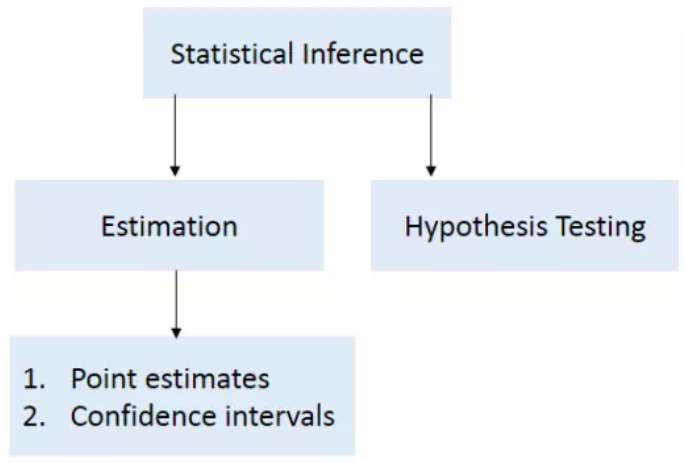 Statistical Inference
Estimation
Hypothesis Testing
1. Point estimates
2. Confidence intervals